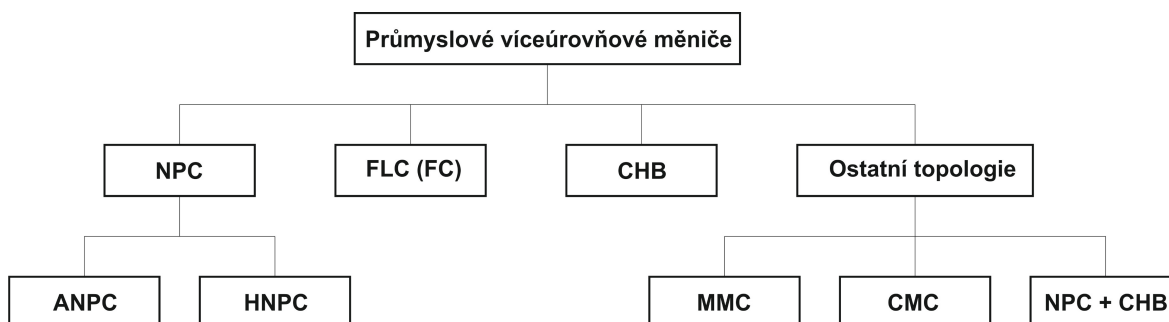 Průmyslové víceúrovňové měniče
NPC
FLC (FC)
CHB
Ostatní topologie
ANPC
HNPC
MMC
CMC
NPC + CHB